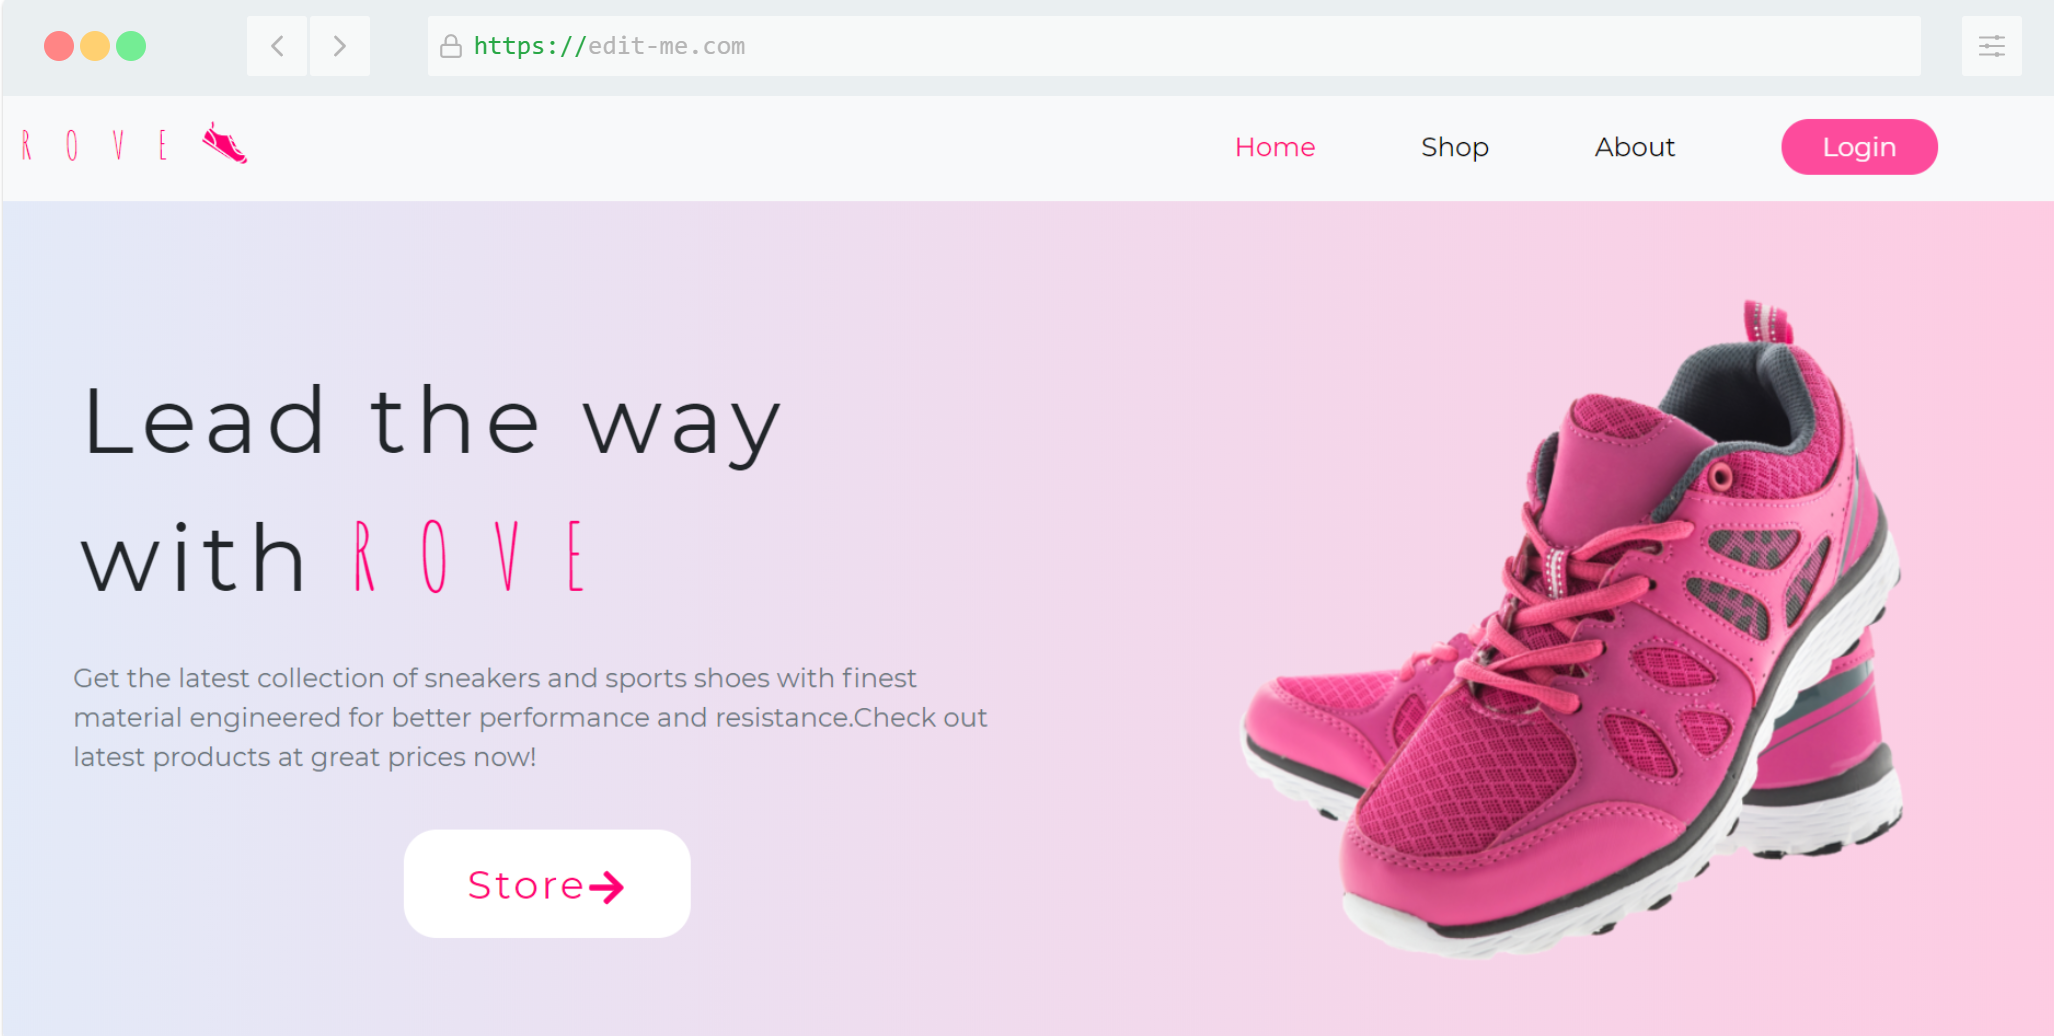 https://edit-me.com
ROVE Home Shop About Login
Lead the way
with ROVE
Get the latest collection of sneakers and sports shoes with finest
material engineered for better performance and resistance.Check out
latest products at great prices now!
Store